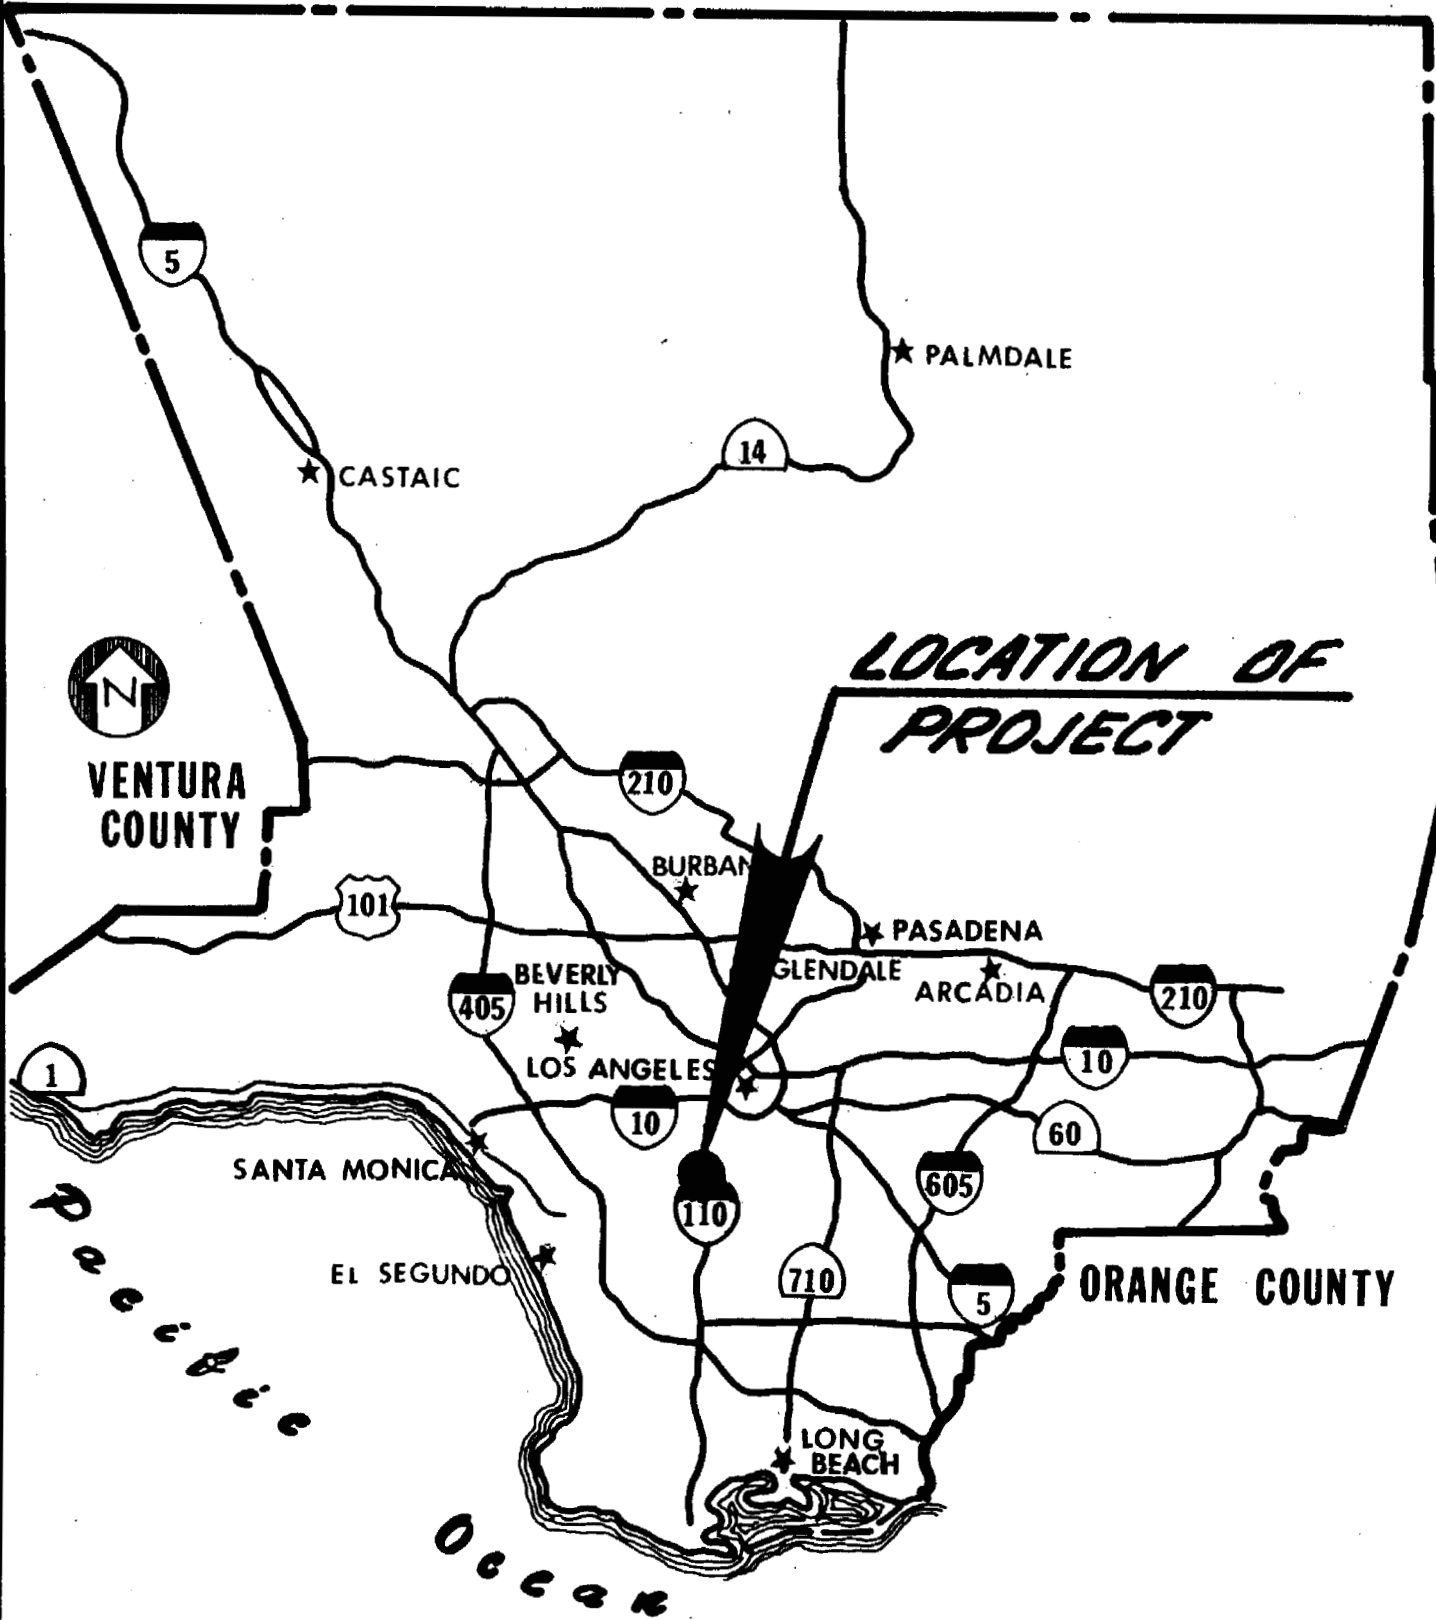 5
PALMDALE
14
CASTAIC
LOCATION OF
PROJECT
N
VENTURA
COUNTY
210
BURBAN
101
PASADENA
GLENDALE
ARCADIA
BEVERLY
HILLS
405
210
LOS ANGELES
10
1
10
60
SANTA MONICA
605
110
EL SEGUNDO
710
5
ORANGE COUNTY
LONG
BEACH
Pacific
Ocean